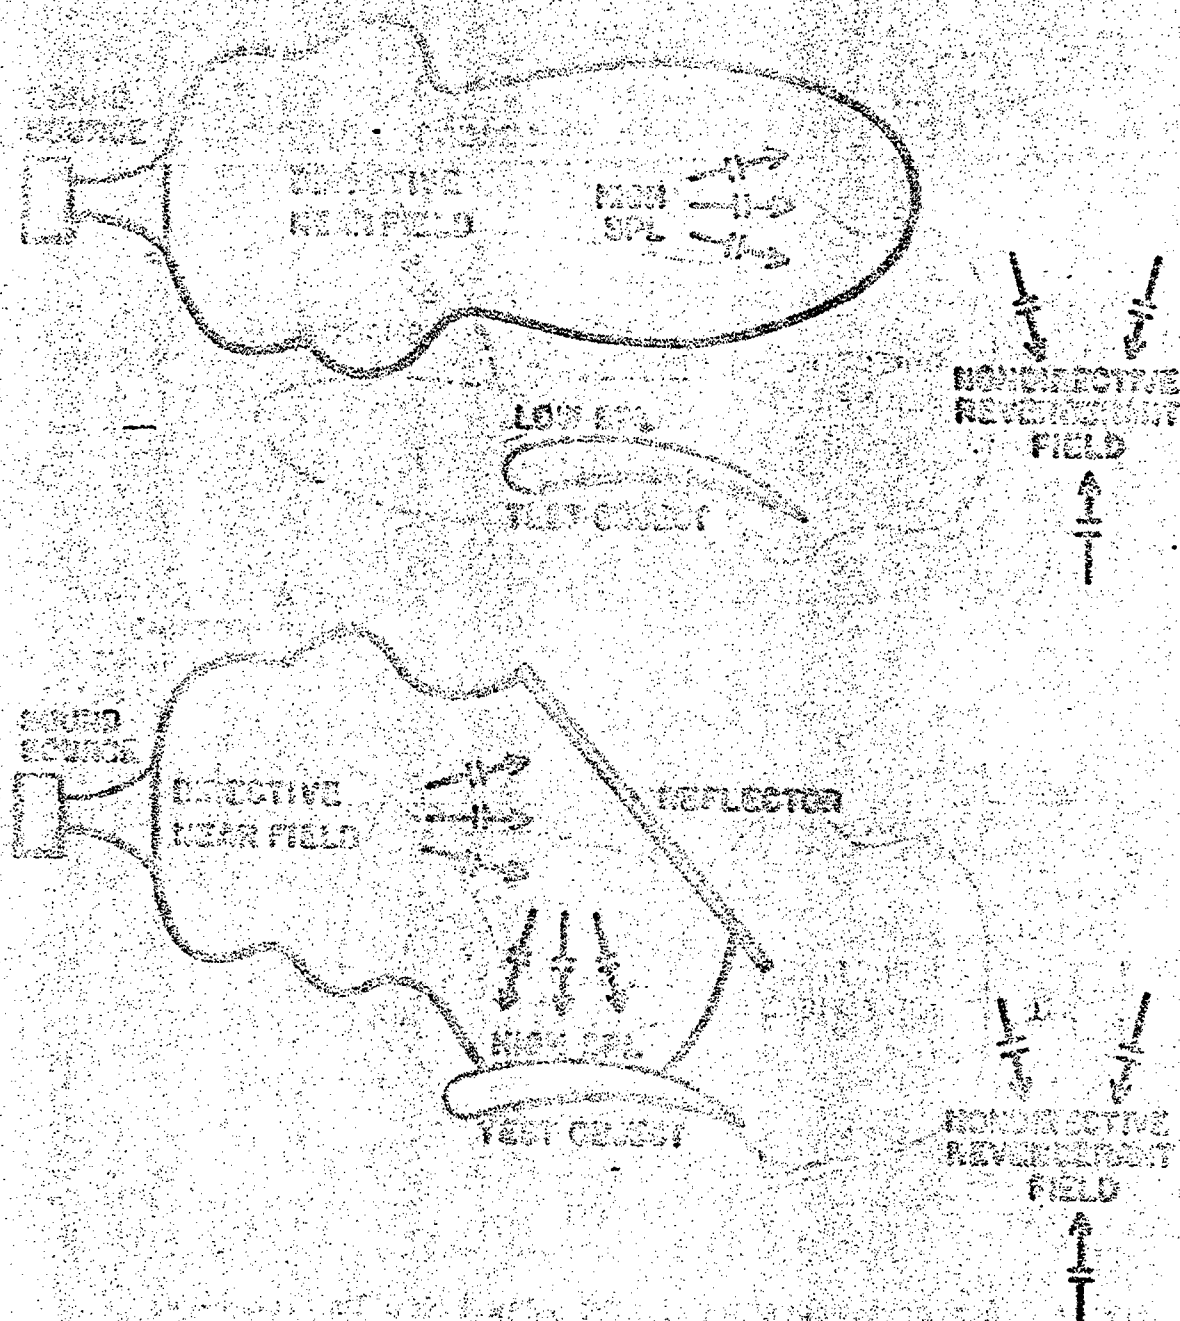 SOUND
SOURCE
DIRECTIVE
NEAR FIELD
HIGH
SPL
NONDIRECTIVE
REVERBERANT
FIELD
LOW SPL
TEST OBJECT
SOUND
SOURCE
DIRECTIVE
NEAR FIELD
REFLECTOR
HIGH SPL
TEST OBJECT
NONDIRECTIVE
REVERBERANT
FIELD